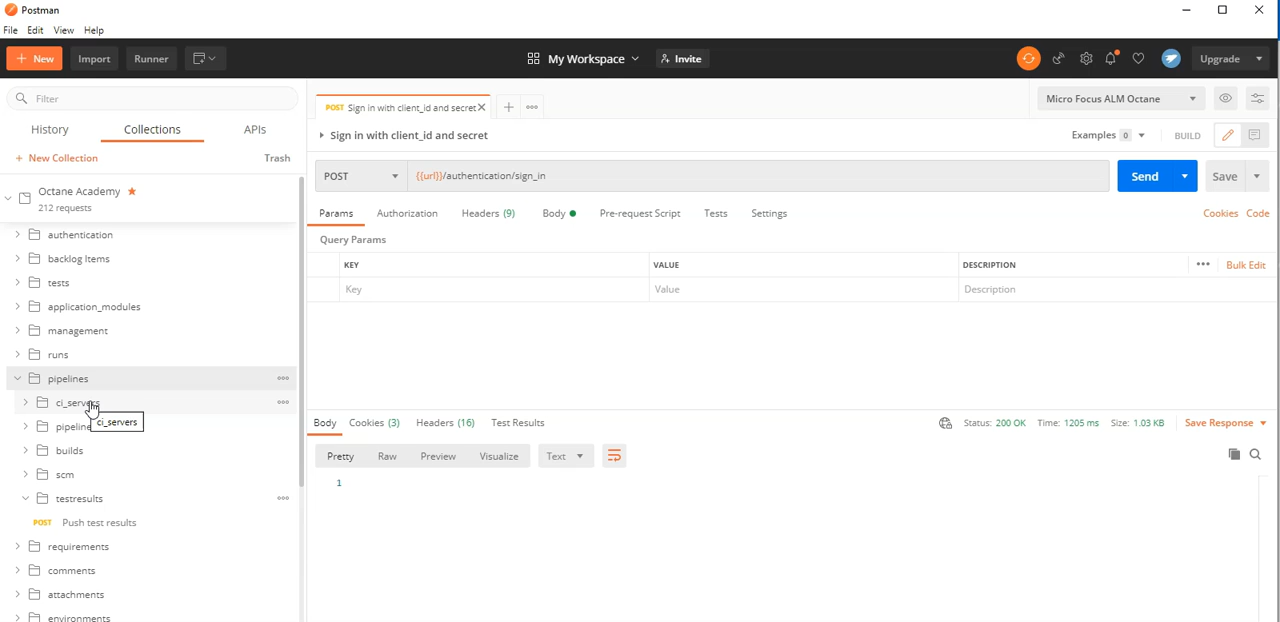 Postman
File Edit View Help
+ New Import Runner My Workspace Invite Upgrade
Filter
History Collections APIs
+ New Collection Trash
Octane Academy
212 requests
authentication
backlog Items
tests
application_modules
management
runs
pipelines
ci_servers
ci_servers
pipeline
builds
scm
testresults
POST Push test results
requirements
comments
attachments
environments
POST Sign in with client_id and secret
Micro Focus ALM Octane
Sign in with client_id and secret
Examples 0 BUILD
POST {{url}}/authentication/sign_in Send Save
Params Authorization Headers (9) Body Pre-request Script Tests Settings Cookies Code
Query Params
KEY VALUE DESCRIPTION Bulk Edit
Key Value Description
Body Cookies (3) Headers (16) Test Results Status: 200 OK Time: 1205 ms Size: 1.03 KB Save Response
Pretty Raw Preview Visualize Text
1